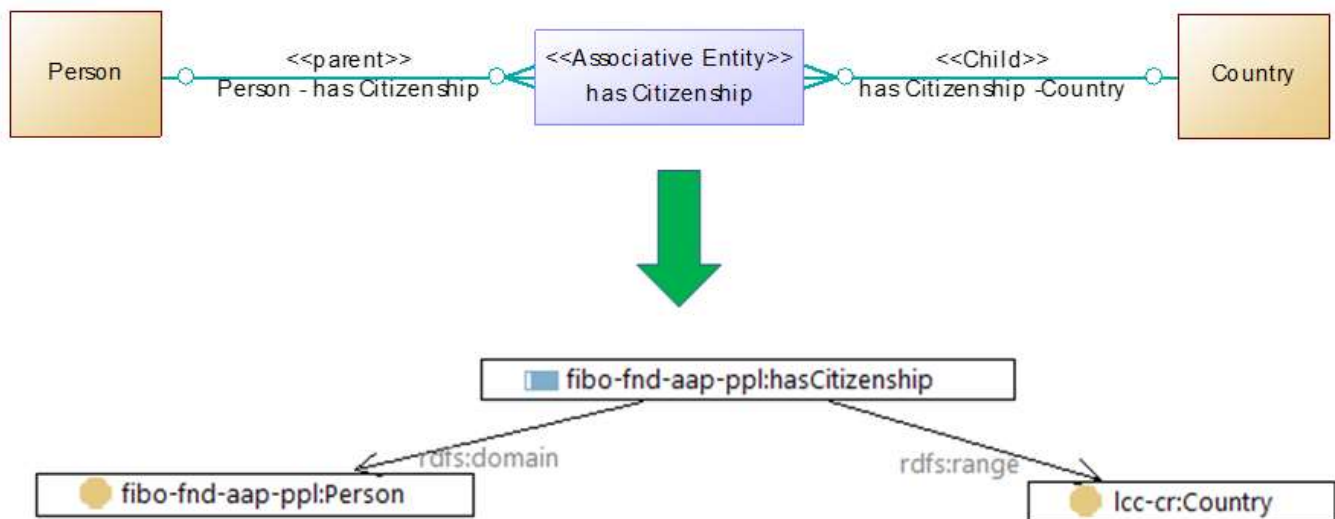 Person
<<parent>>
Person - has Citizenship
<<Associative Entity>>
has Citizenship
<<Child>>
has Citizenship -Country
Country
fibo-fnd-aap-ppl:hasCitizenship
rdfs:domain
rdfs:range
fibo-fnd-aap-ppl:Person
lcc-cr:Country